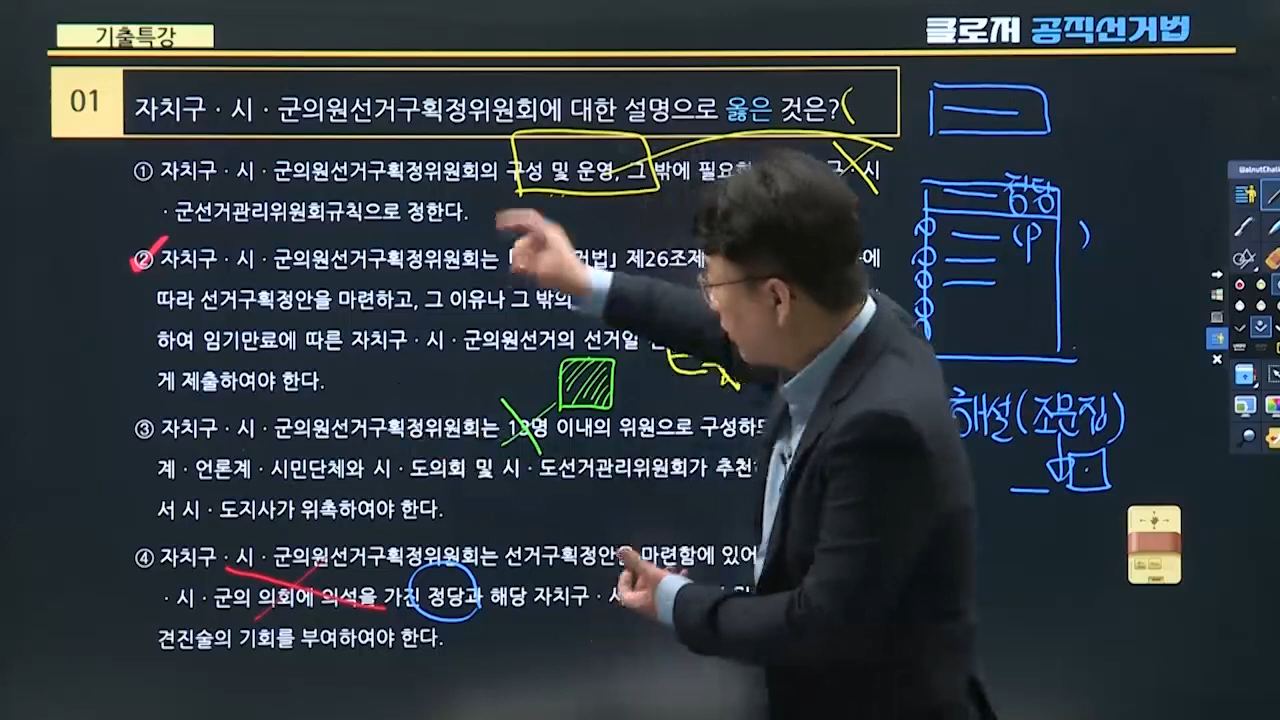 기출특강
클로저 공직선거법
01
자치구 · 시 · 군의원선거구획정위원회에 대한 설명으로 옳은 것은?
① 자치구 · 시 · 군의원선거구획정위원회의 구성 및 운영, 그 밖에 시
· 군선거관리위원회규칙으로 정한다.
② 자치구 · 시 · 군의원선거구획정위원회는 제26조제 에
따라 선거구획정안을 마련하고, 그 이유나 그 밖의
하여 임기만료에 따른 자치구 · 시 · 군의원선거의 선거일
게 제출하여야 한다.
③ 자치구 · 시 · 군의원선거구획정위원회는 명 이내의 위원으로
계 · 언론계 · 시민단체와 시 · 도의회 및 시 · 도선거관리위원회가
서 시 · 도지사가 위촉하여야 한다.
④ 자치구 · 시 · 군의원선거구획정위원회는 선거구획정안을 마련함에 있어
· 시 · 군의 의회에 의석을 가진 정당과 해당 자치구 ·
견진술의 기회를 부여하여야 한다.
정당
(P )
해설(조문집)